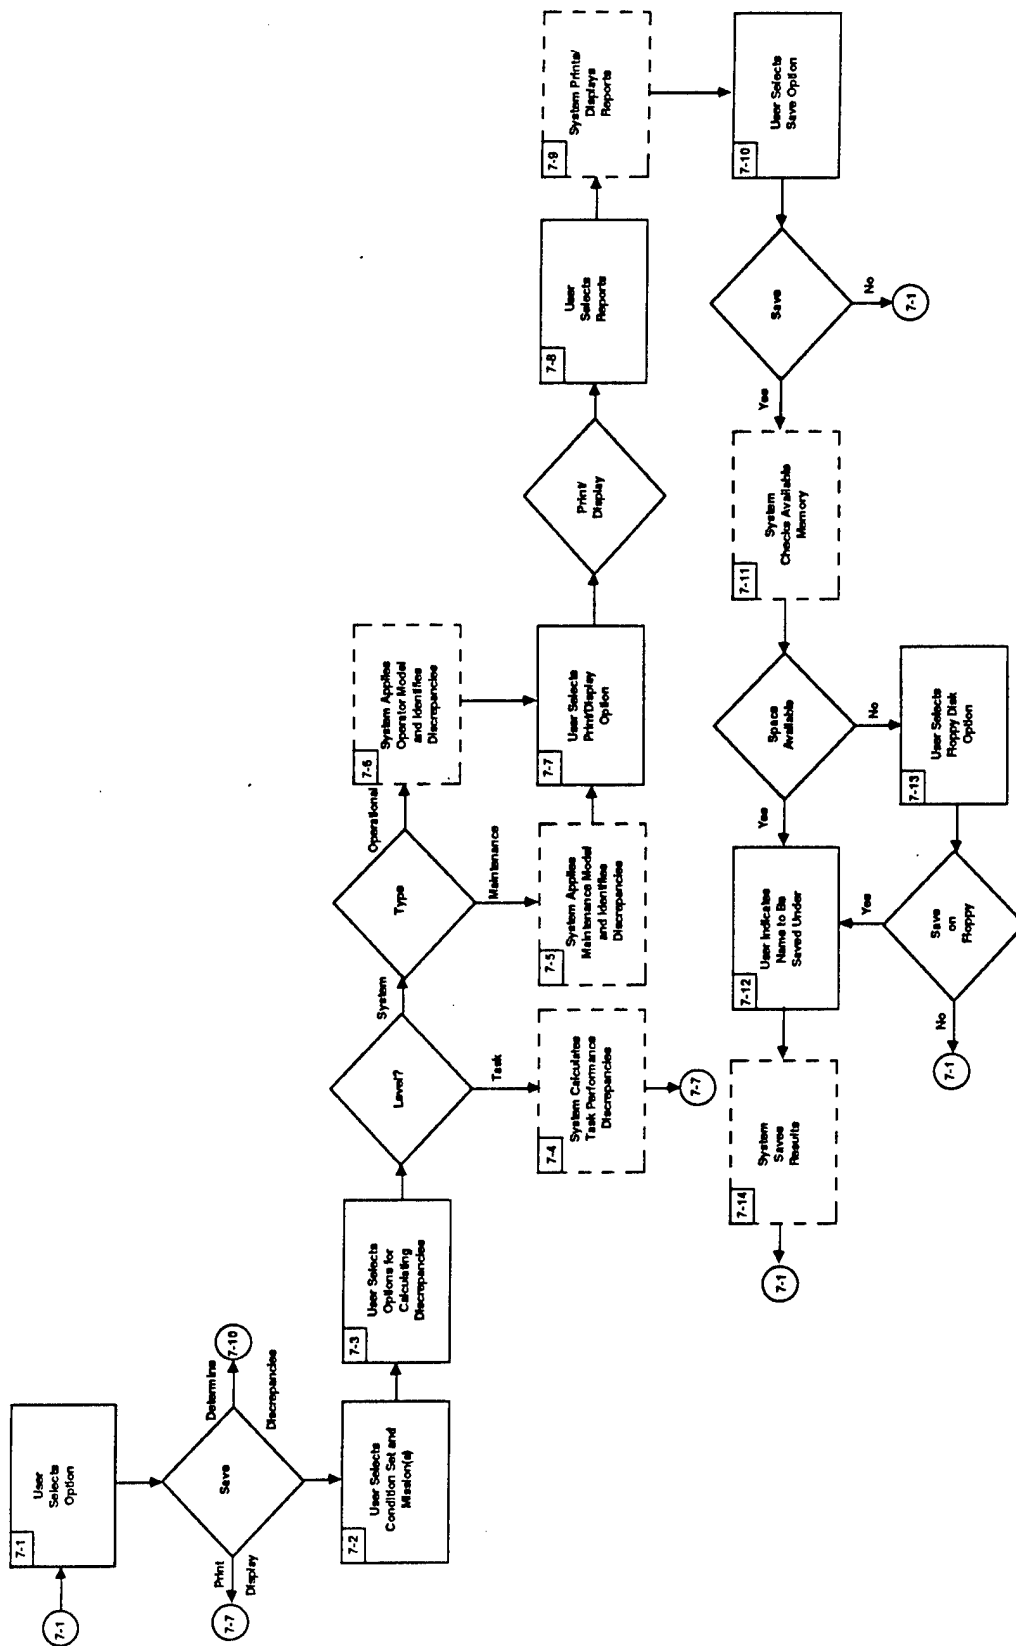 7-1
7-1
User
Selects
Option
Save
Print
Display
7-7
Determine
Discrepancies
7-10
7-2
User Selects
Condition Set and
Mission(s)
7-3
User Selects
Options for
Calculating
Discrepancies
Level?
System
Task
7-4
System Calculates
Task Performance
Discrepancies
7-7
Type
Operational
Maintenance
7-5
System Applies
Maintenance Model
and Identifies
Discrepancies
7-6
System Applies
Operator Model
and Identifies
Discrepancies
7-7
User Selects
Print/Display
Option
Print/
Display
7-8
User
Selects
Reports
7-9
System Prints/
Displays
Reports
7-10
User Selects
Save Option
Save
No
7-1
Yes
7-11
System
Checks Available
Memory
Space
Available
No
Yes
7-13
User Selects
Floppy Disk
Option
Save
on
Floppy
No
7-1
Yes
7-12
User Indicates
Name to Be
Saved Under
7-14
System
Saves
Results
7-1